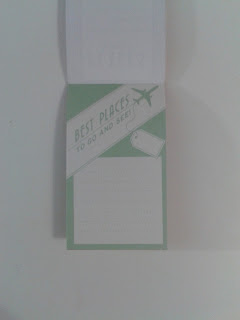 BEST PLACES
TO GO AND SEE!